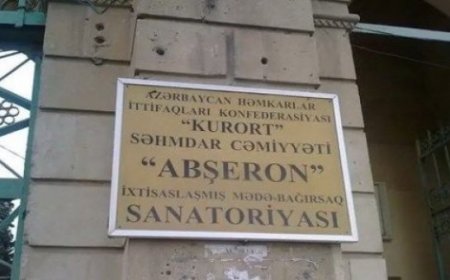 AZƏRBAYCAN HƏMKARLAR
İTTİFAQLARI KONFEDERASİYASI
"KURORT"
SƏHMDAR CƏMİYYƏTİ
"ABŞERON"
İXTİSASLAŞMIŞ MƏDƏ-BAĞIRSAQ
SANATORİYASI